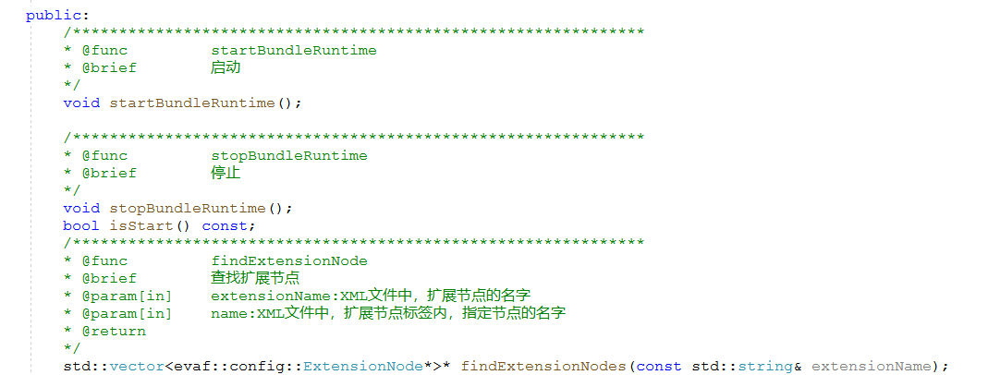 public:
/**************************************************************
* @func startBundleRuntime
* @brief 启动
*/
void startBundleRuntime();
/**************************************************************
* @func stopBundleRuntime
* @brief 停止
*/
void stopBundleRuntime();
bool isStart() const;
/**************************************************************
* @func findExtensionNode
* @brief 查找扩展节点
* @param[in] extensionName:XML文件中，扩展节点的名字
* @param[in] name:XML文件中，扩展节点标签内，指定节点的名字
* @return
*/
std::vector<evaf::config::ExtensionNode*>* findExtensionNodes(const std::string& extensionName);